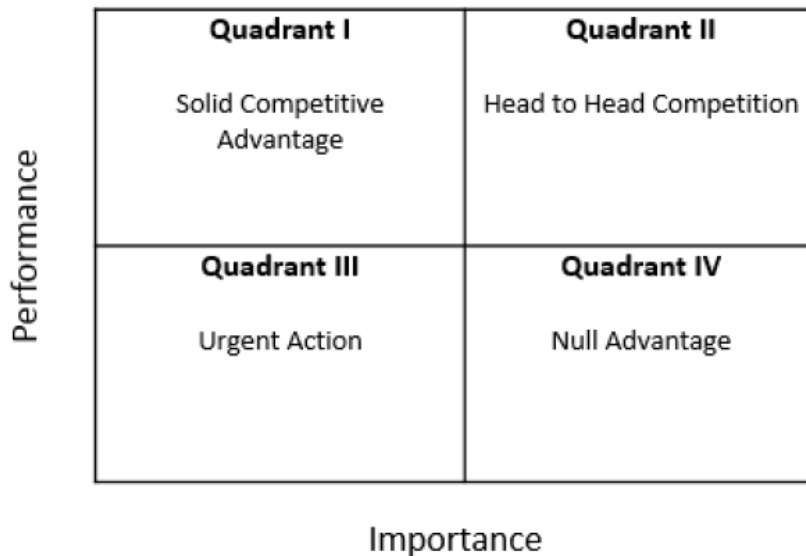 Quadrant I
Solid Competitive
Advantage
Quadrant II
Head to Head Competition
Performance
Quadrant III
Urgent Action
Quadrant IV
Null Advantage
Importance